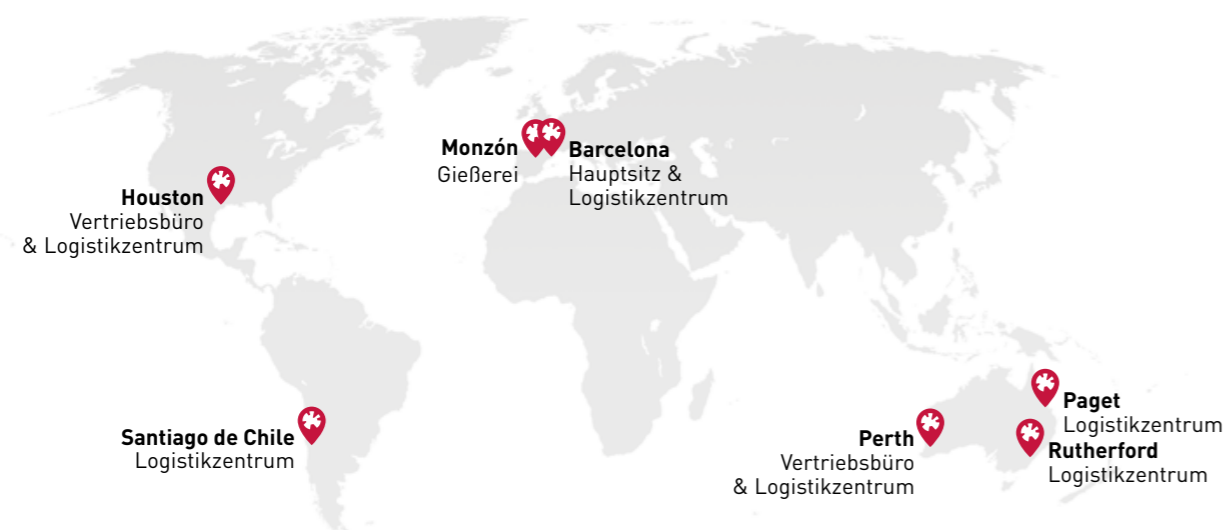 Monzón
Gießerei
Barcelona
Hauptsitz &
Logistikzentrum
Houston
Vertriebsbüro
& Logistikzentrum
Santiago de Chile
Logistikzentrum
Perth
Vertriebsbüro
& Logistikzentrum
Paget
Logistikzentrum
Rutherford
Logistikzentrum